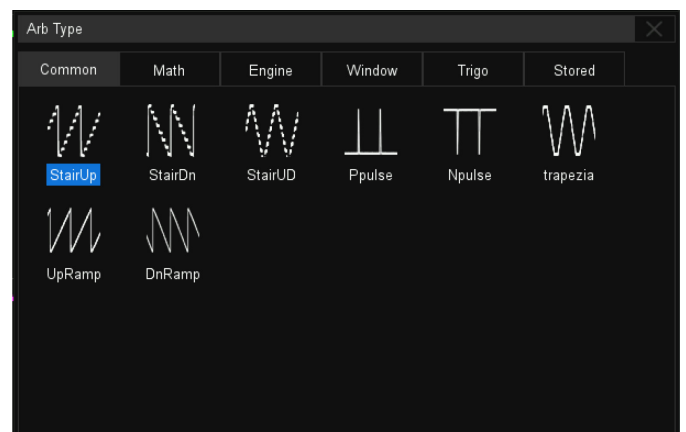 Arb Type
Common Math Engine Window Trigo Stored
StairUp StairDn StairUD Ppulse Npulse trapezia
UpRamp DnRamp